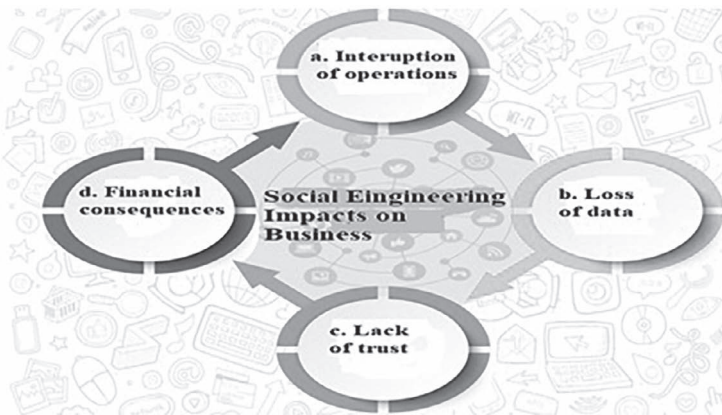 a. Interuption
of operations
d. Financial
consequences
Social Eingineering
Impacts on
Business
b. Loss
of data
c. Lack
of trust